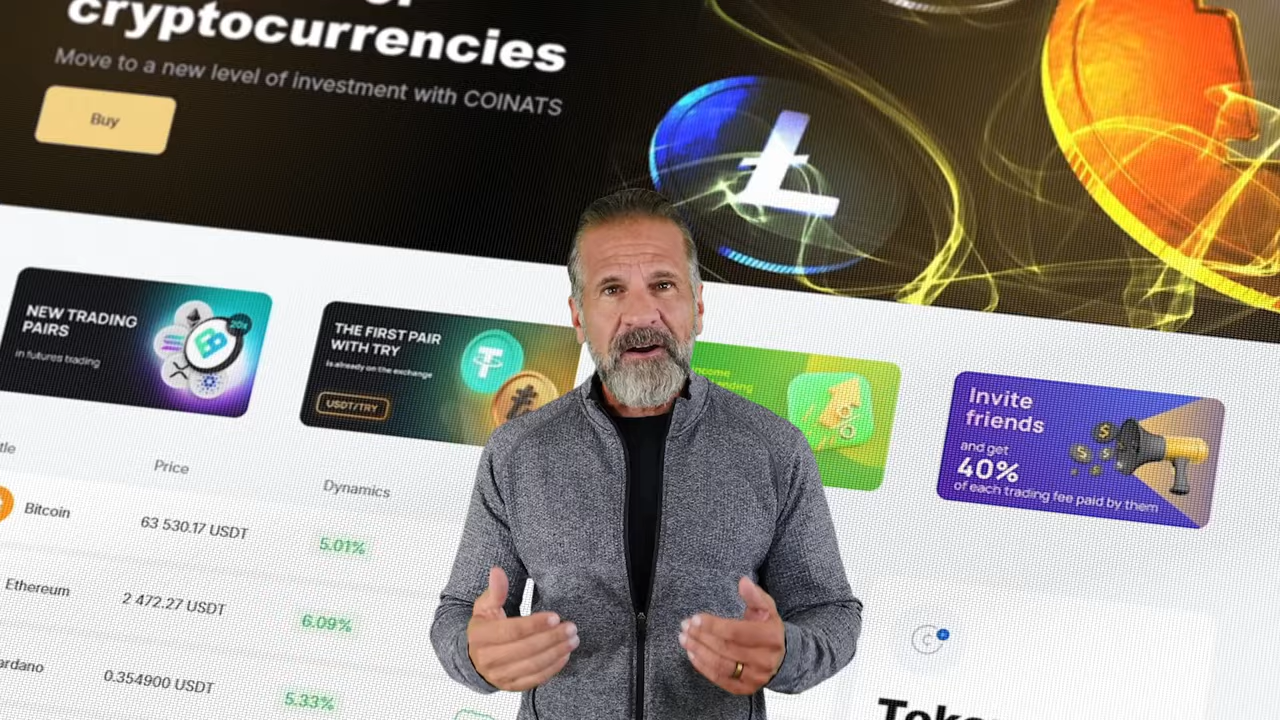 cryptocurrencies
Move to a new level of investment with COINATS
Buy
NEW TRADING
PAIRS
in futures trading
20x
THE FIRST PAIR
WITH TRY
Is already on the exchange
USDT/TRY
Invite
friends
and get
40%
of each trading fee paid by them
Price
Dynamics
Bitcoin
63 530.17 USDT
5.01%
Ethereum
2 472.27 USDT
6.09%
0.354900 USDT
5.33%